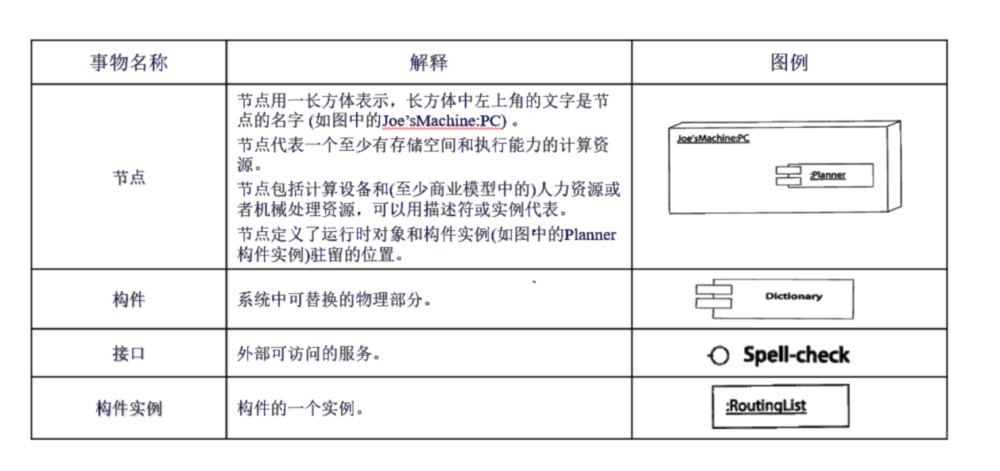 事物名称 解释 图例
节点用一长方体表示，长方体中左上角的文字是节
点的名字 (如图中的Joe’sMachine:PC) 。
节点代表一个至少有存储空间和执行能力的计算资
源。
节点
节点包括计算设备和(至少商业模型中的)人力资源或
者机械处理资源，可以用描述符或实例代表。
节点定义了运行时对象和构件实例(如图中的Planner
构件实例)驻留的位置。
Joe'sMachine:PC
:Planner
构件 系统中可替换的物理部分。 Dictionary
接口 外部可访问的服务。 Spell-check
构件实例 构件的一个实例。 :RoutingList